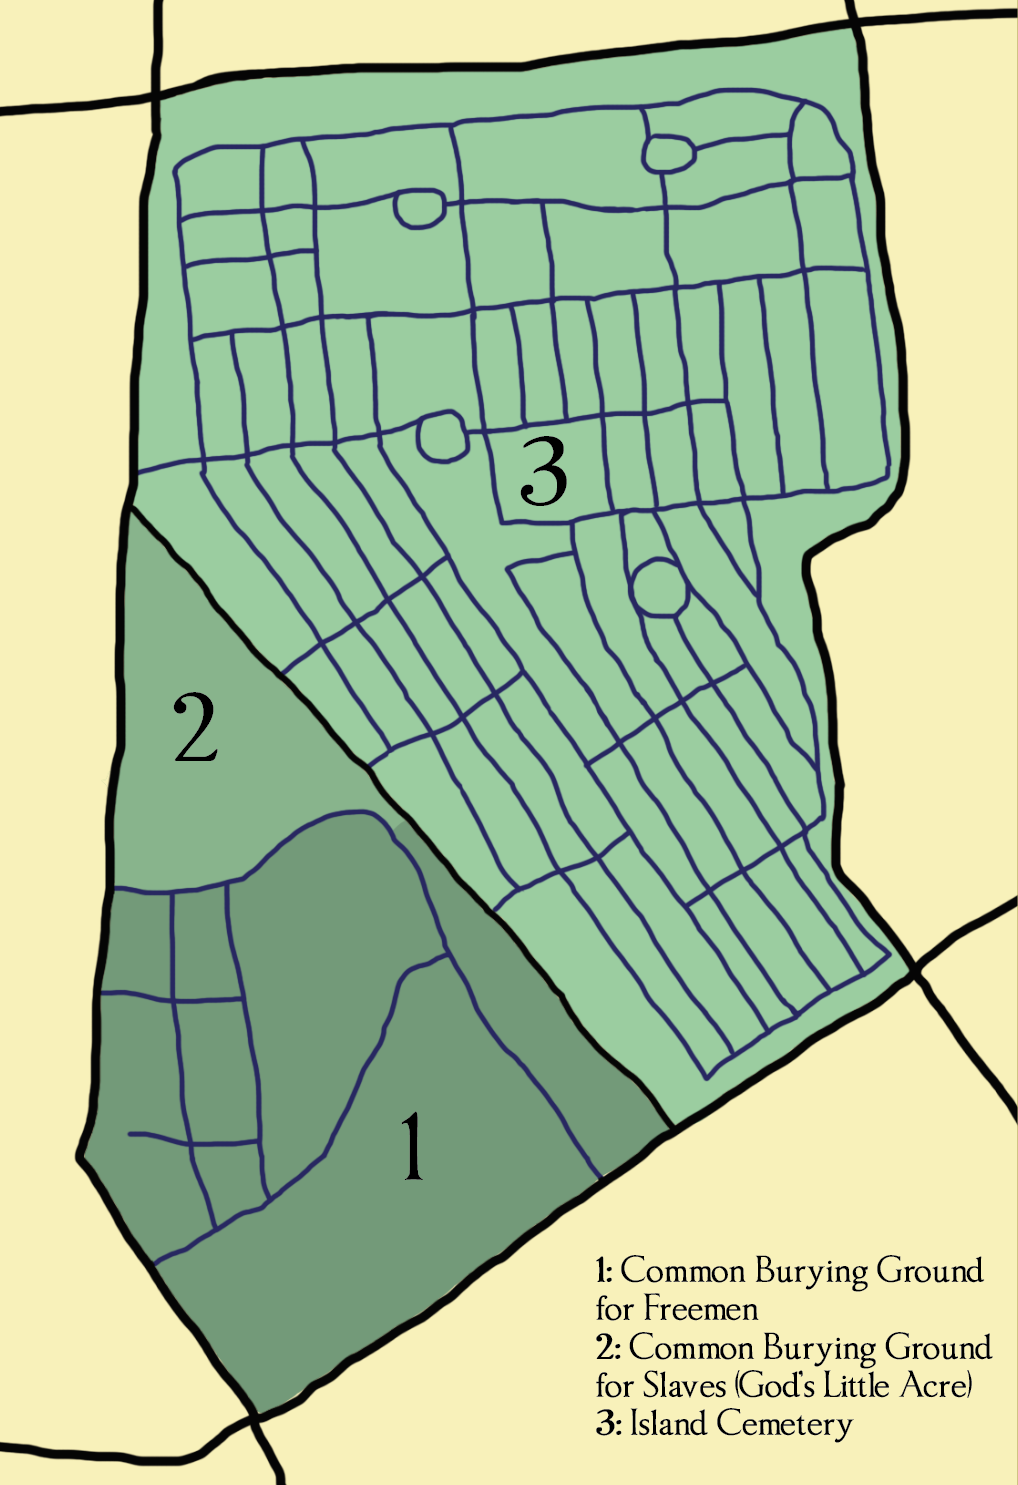 3
2
1
1: Common Burying Ground
for Freemen
2: Common Burying Ground
for Slaves (God's Little Acre)
3: Island Cemetery